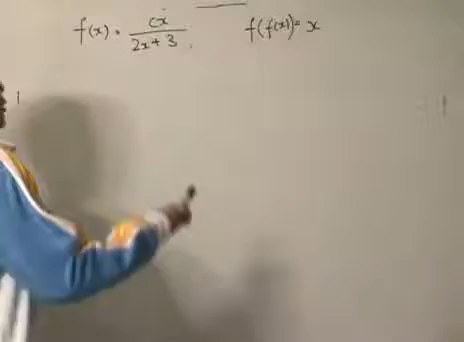 f(x) = cx / 2x + 3, f(f(x)) = x